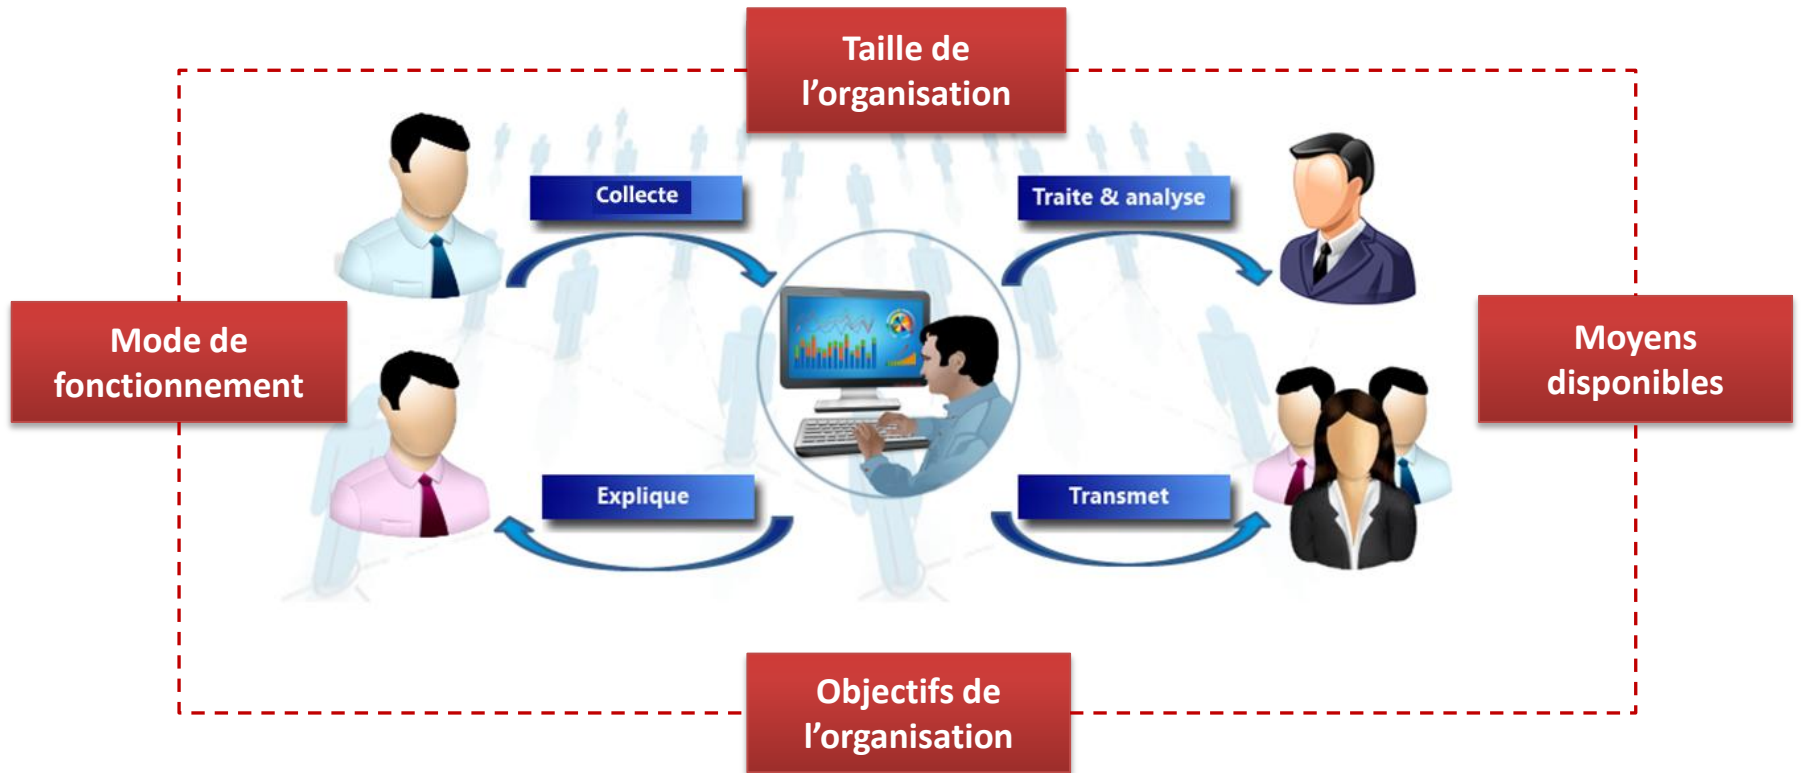 Taille de
l’organisation
Collecte
Traite & analyse
Mode de
fonctionnement
Moyens
disponibles
Explique
Transmet
Objectifs de
l’organisation